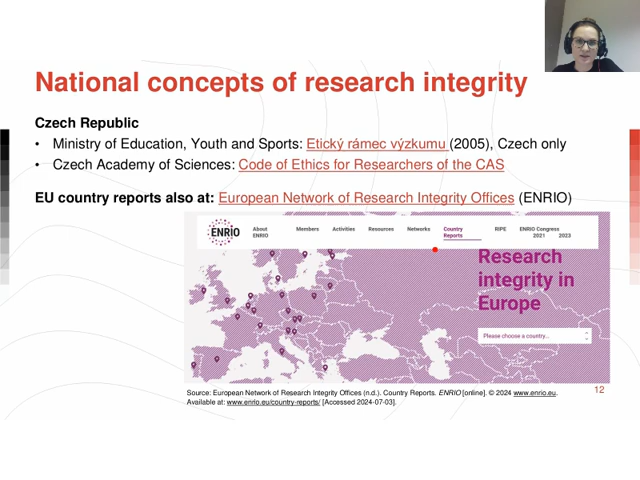 National concepts of research integrity
Czech Republic
• Ministry of Education, Youth and Sports: Etický rámec výzkumu (2005), Czech only
• Czech Academy of Sciences: Code of Ethics for Researchers of the CAS
EU country reports also at: European Network of Research Integrity Offices (ENRIO)
ENRIO
About ENRIO
Members
Activities
Resources
Networks
Country Reports
RIPE
ENRIO Congress
2021 2023
Research
integrity in
Europe
Please choose a country...
Source: European Network of Research Integrity Offices (n.d.). Country Reports. ENRIO [online]. © 2024 www.enrio.eu.
Available at: www.enrio.eu/country-reports/ [Accessed 2024-07-03].
12